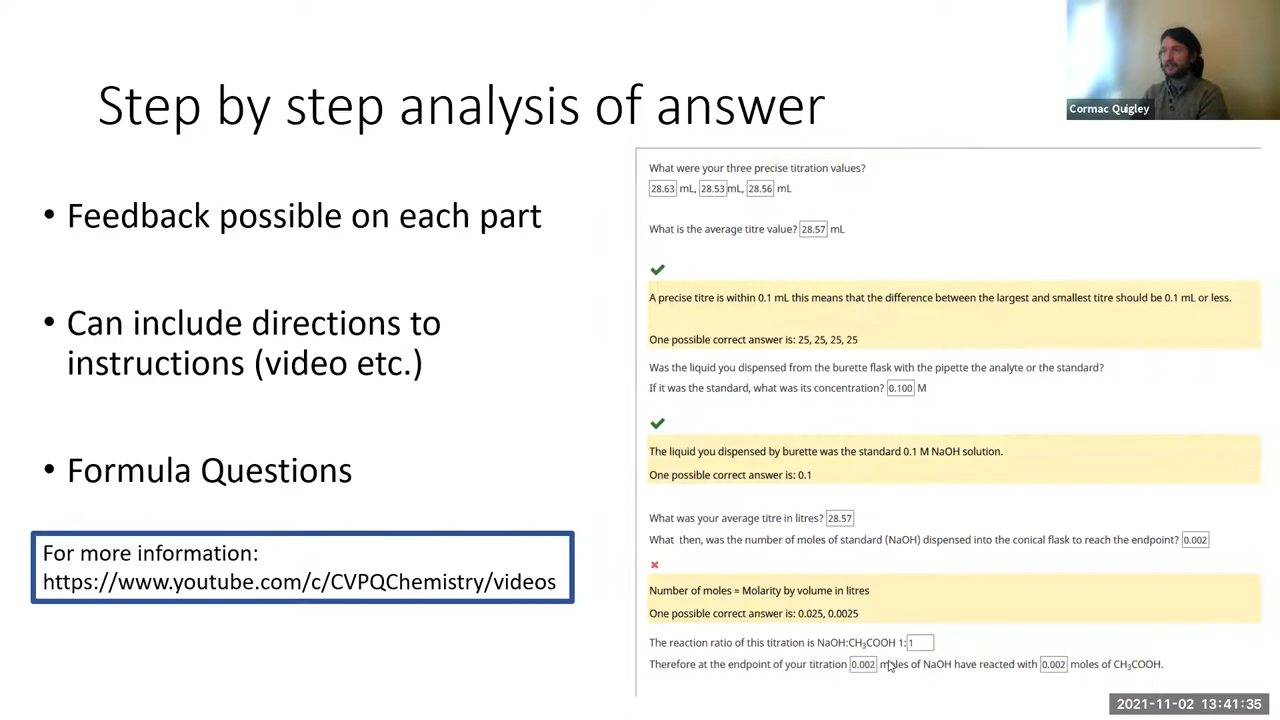 Step by step analysis of answer
Cormac Quigley
• Feedback possible on each part
• Can include directions to
instructions (video etc.)
• Formula Questions
For more information:
https://www.youtube.com/c/CVPQChemistry/videos
What were your three precise titration values?
28.63 mL, 28.53 mL, 28.56 mL
What is the average titre value? 28.57 mL
A precise titre is within 0.1 mL this means that the difference between the largest and smallest titre should be 0.1 mL or less.
One possible correct answer is: 25, 25, 25, 25
Was the liquid you dispensed from the burette flask with the pipette the analyte or the standard?
If it was the standard, what was its concentration? 0.100 M
The liquid you dispensed by burette was the standard 0.1 M NaOH solution.
One possible correct answer is: 0.1
What was your average titre in litres? 28.57
What then, was the number of moles of standard (NaOH) dispensed into the conical flask to reach the endpoint? 0.002
Number of moles = Molarity by volume in litres
One possible correct answer is: 0.025, 0.0025
The reaction ratio of this titration is NaOH:CH₃COOH 1: 1
Therefore at the endpoint of your titration 0.002 moles of NaOH have reacted with 0.002 moles of CH₃COOH.
2021-11-02 13:41:35